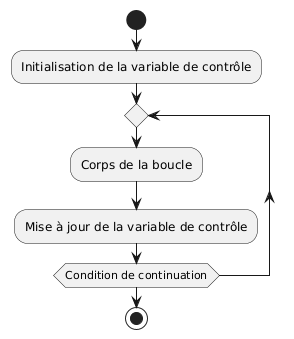 Initialisation de la variable de contrôle
Corps de la boucle
Mise à jour de la variable de contrôle
Condition de continuation